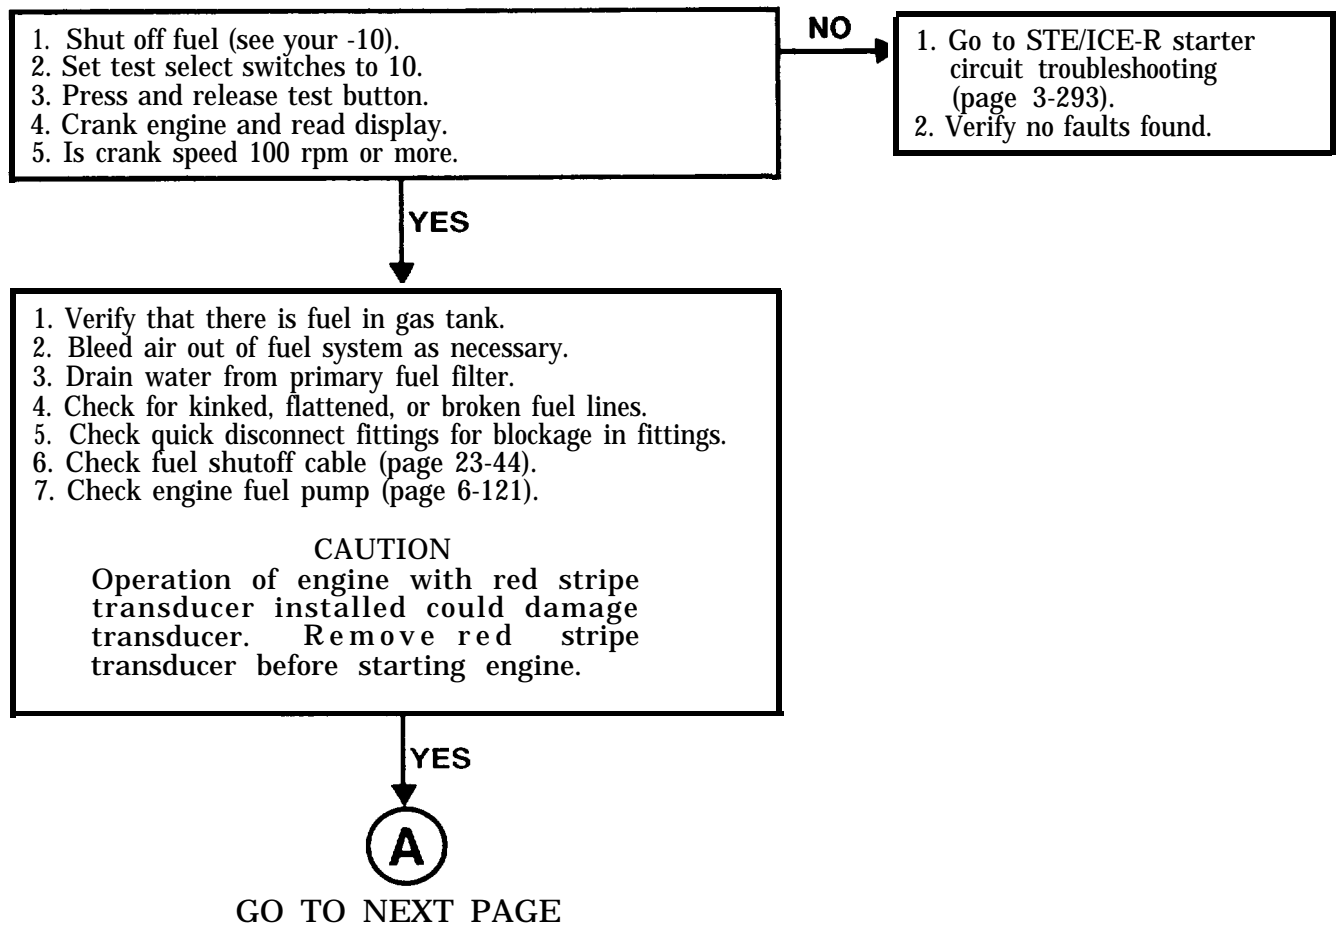 1. Shut off fuel (see your -10).
2. Set test select switches to 10.
3. Press and release test button.
4. Crank engine and read display.
5. Is crank speed 100 rpm or more.
NO
1. Go to STE/ICE-R starter
circuit troubleshooting
(page 3-293).
2. Verify no faults found.
YES
1. Verify that there is fuel in gas tank.
2. Bleed air out of fuel system as necessary.
3. Drain water from primary fuel filter.
4. Check for kinked, flattened, or broken fuel lines.
5. Check quick disconnect fittings for blockage in fittings.
6. Check fuel shutoff cable (page 23-44).
7. Check engine fuel pump (page 6-121).
CAUTION
Operation of engine with red stripe
transducer installed could damage
transducer. Remove red stripe
transducer before starting engine.
YES
A
GO TO NEXT PAGE